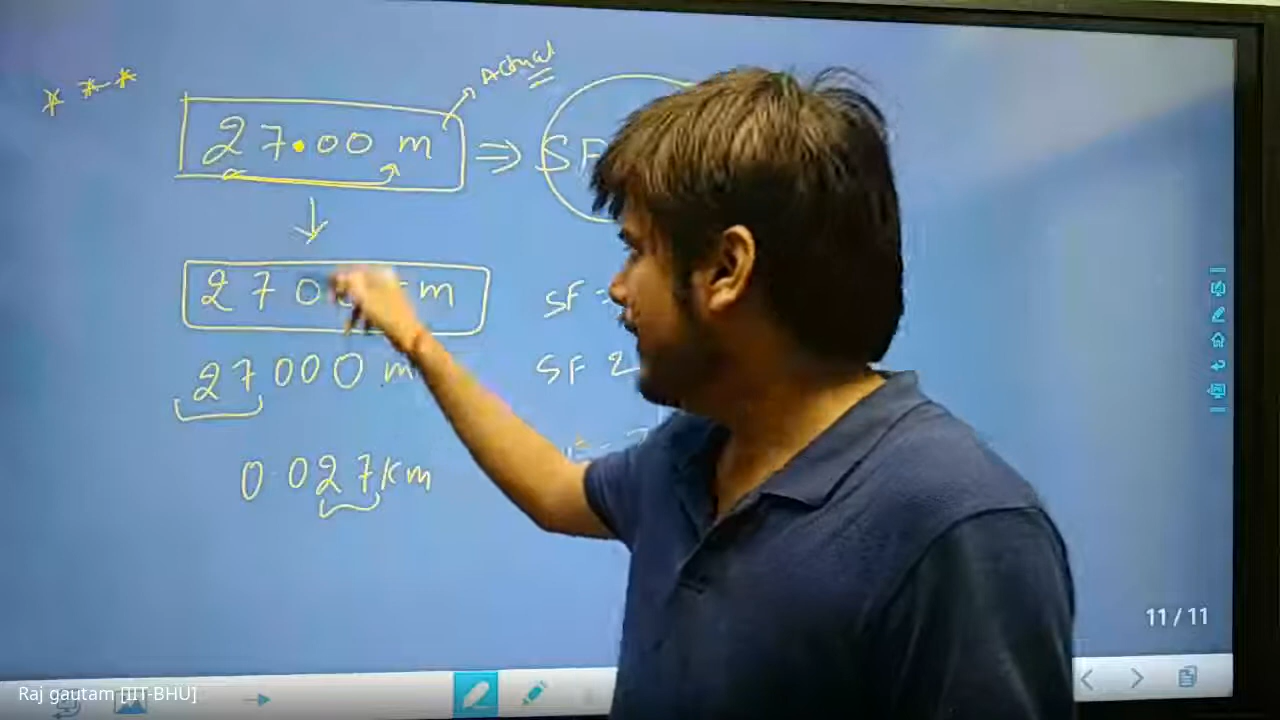 * * *
Actual
27.00 m ⇒ SF
↓
SF =
27000 m SF 2
0.027 Km
11/11
Raj gautam [IIT-BHU]